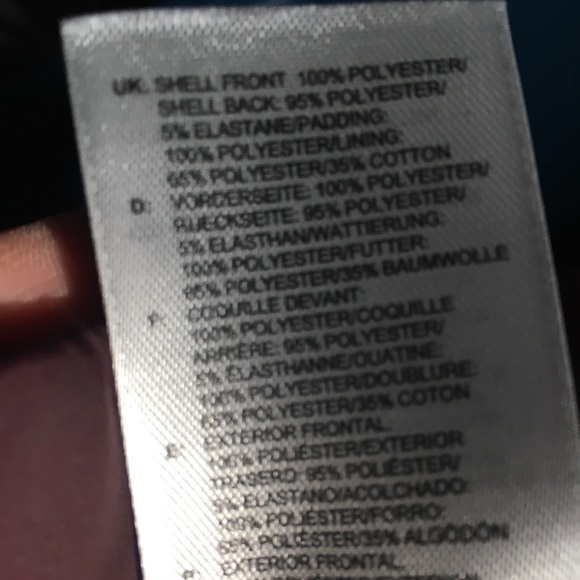 UK: SHELL FRONT 100% POLYESTER/
SHELL BACK: 95% POLYESTER/
5% ELASTANE/PADDING:
100% POLYESTER/LINING:
65% POLYESTER/35% COTTON
D: VORDERSEITE: 100% POLYESTER/
RUECKSEITE: 95% POLYESTER/
5% ELASTHAN/WATTIERUNG:
100% POLYESTER/FUTTER:
65% POLYESTER/35% BAUMWOLLE
F: COQUILLE DEVANT:
100% POLYESTER/COQUILLE
ARRIÈRE: 95% POLYESTER/
5% ÉLASTHANNE/OUATINE:
100% POLYESTER/DOUBLURE:
65% POLYESTER/35% COTON
E: EXTERIOR FRONTAL:
100% POLIÉSTER/EXTERIOR
TRASERO: 95% POLIÉSTER/
5% ELASTANO/ACOLCHADO:
100% POLIÉSTER/FORRO:
65% POLIÉSTER/35% ALGODÓN
EXTERIOR FRONTAL: